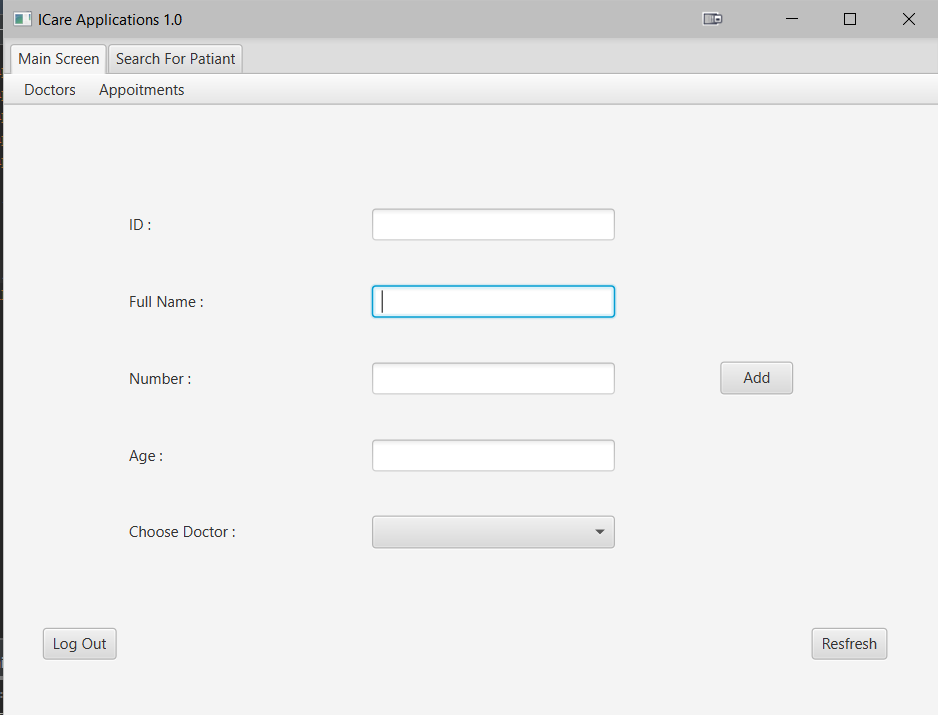 ICare Applications 1.0
Main Screen Search For Patiant
Doctors Appoitments
ID :
Full Name :
Number :
Add
Age :
Choose Doctor :
Log Out Resfresh